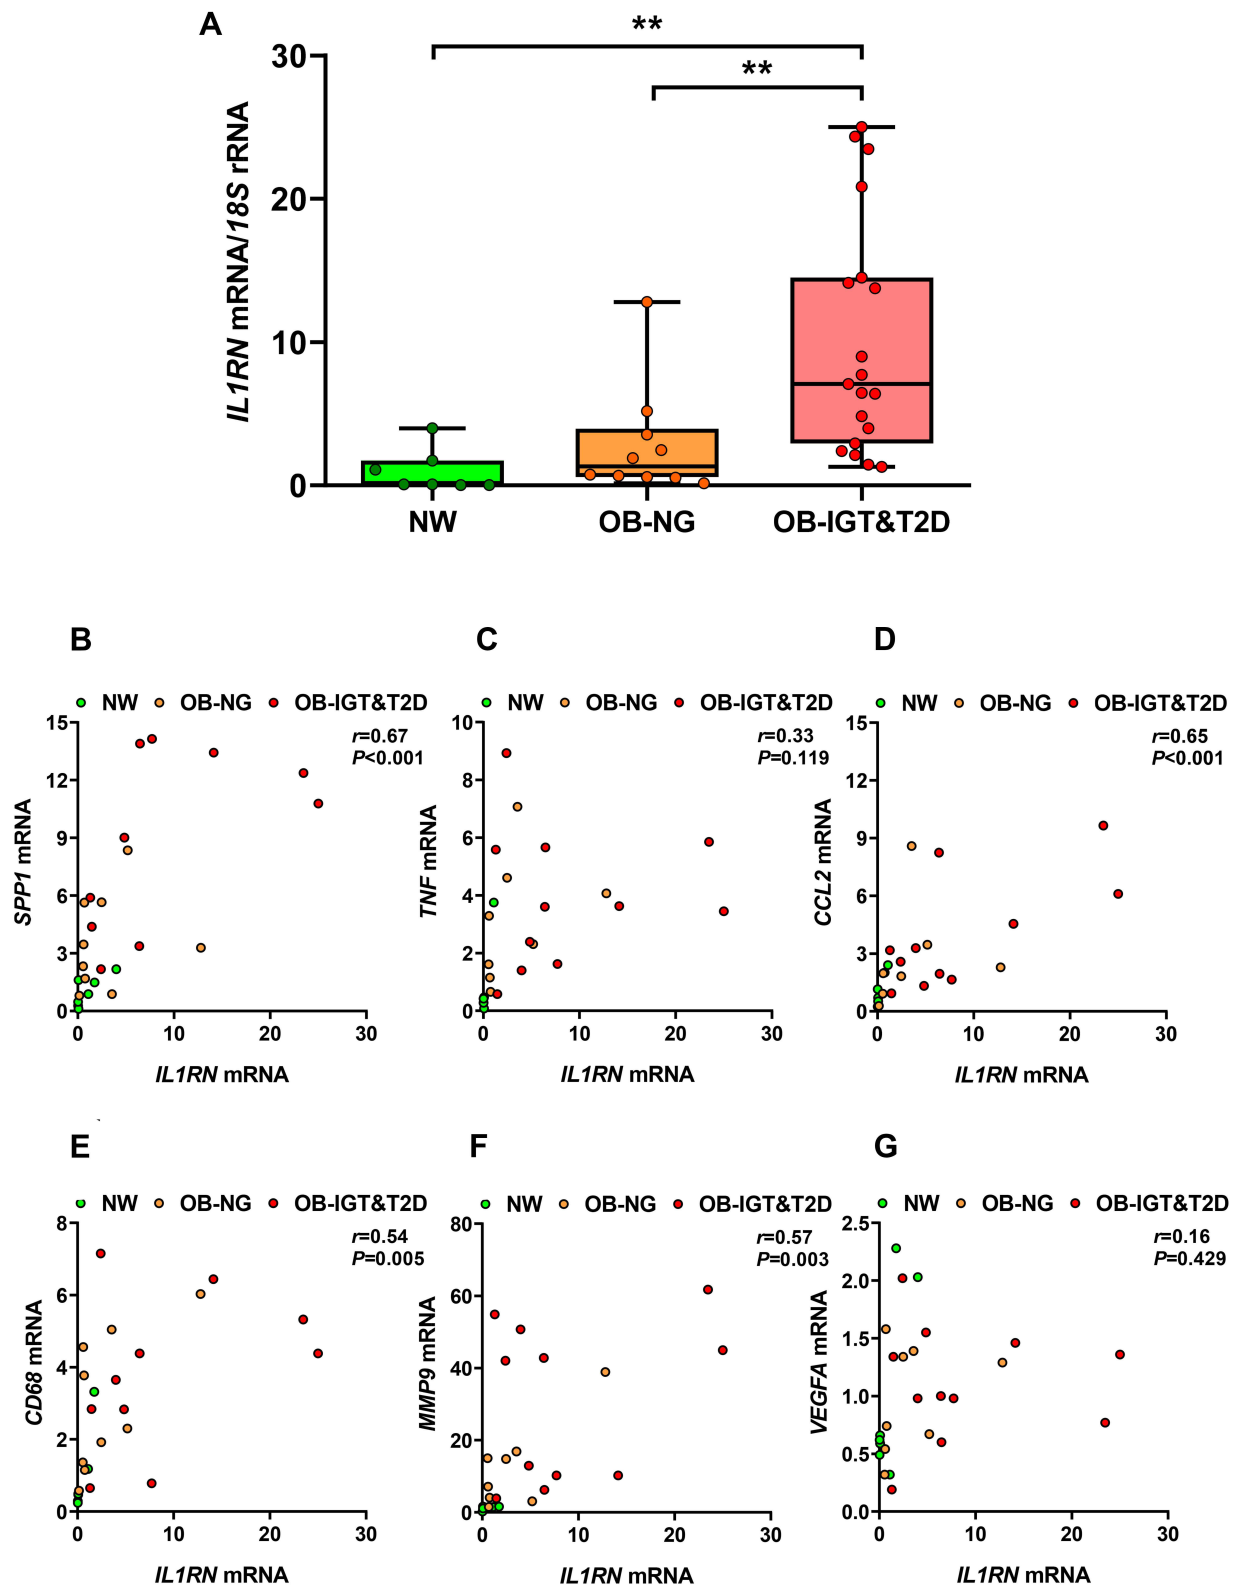 A
**
**
IL1RN mRNA/18S rRNA
30
20
10
0
NW OB-NG OB-IGT&T2D
B
NW OB-NG OB-IGT&T2D
r=0.67
P<0.001
SPP1 mRNA
15
12
9
6
3
0
0 10 20 30
IL1RN mRNA
C
NW OB-NG OB-IGT&T2D
r=0.33
P=0.119
TNF mRNA
10
8
6
4
2
0
0 10 20 30
IL1RN mRNA
D
NW OB-NG OB-IGT&T2D
r=0.65
P<0.001
CCL2 mRNA
15
12
9
6
3
0
0 10 20 30
IL1RN mRNA
E
NW OB-NG OB-IGT&T2D
r=0.54
P=0.005
CD68 mRNA
8
6
4
2
0
0 10 20 30
IL1RN mRNA
F
NW OB-NG OB-IGT&T2D
r=0.57
P=0.003
MMP9 mRNA
80
60
40
20
0
0 10 20 30
IL1RN mRNA
G
NW OB-NG OB-IGT&T2D
r=0.16
P=0.429
VEGFA mRNA
2.5
2.0
1.5
1.0
0.5
0.0
0 10 20 30
IL1RN mRNA